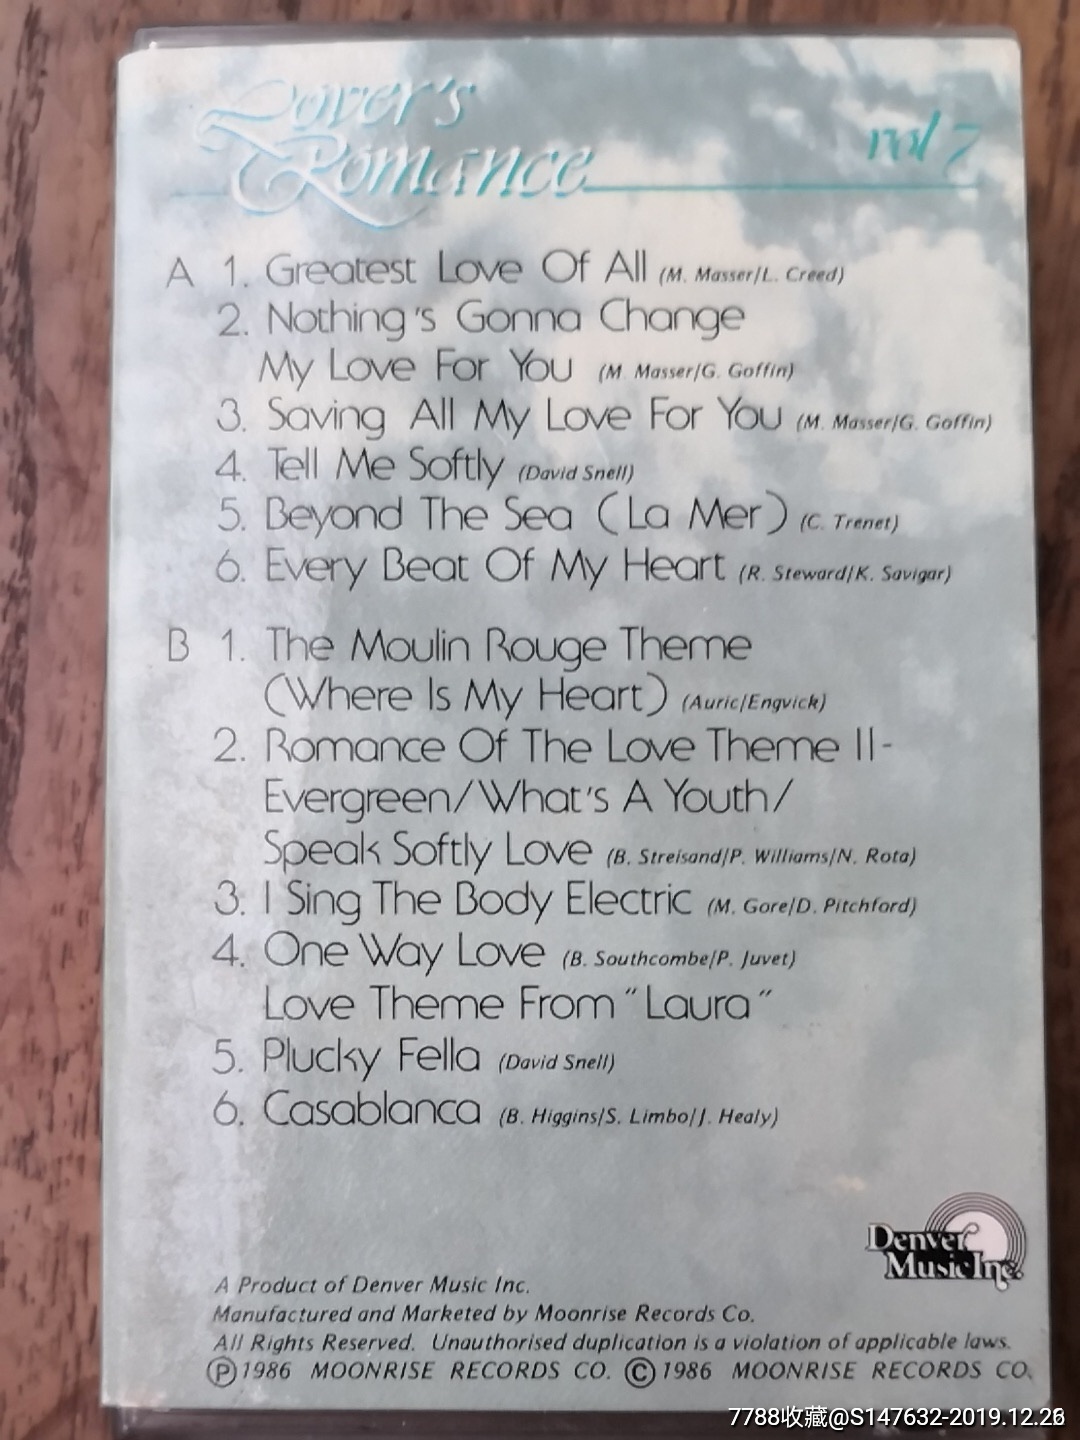 Lover's
Romance
vol 7
A 1. Greatest Love Of All (M. Masser/L. Creed)
2. Nothing's Gonna Change
My Love For You (M. Masser/G. Goffin)
3. Saving All My Love For You (M. Masser/G. Goffin)
4. Tell Me Softly (David Snell)
5. Beyond The Sea (La Mer) (C. Trenet)
6. Every Beat Of My Heart (R. Steward/K. Savigar)
B 1. The Moulin Rouge Theme
(Where Is My Heart) (Auric/Engvick)
2. Romance Of The Love Theme II-
Evergreen/What's A Youth/
Speak Softly Love (B. Streisand/P. Williams/N. Rota)
3. I Sing The Body Electric (M. Gore/D. Pitchford)
4. One Way Love (B. Southcombe/P. Juvet)
Love Theme From "Laura"
5. Plucky Fella (David Snell)
6. Casablanca (B. Higgins/S. Limbo/J. Healy)
Denver
Music Inc.
A Product of Denver Music Inc.
Manufactured and Marketed by Moonrise Records Co.
All Rights Reserved. Unauthorised duplication is a violation of applicable laws.
Ⓟ1986 MOONRISE RECORDS CO. ©1986 MOONRISE RECORDS CO.
7788收藏@S147632-2019.12.26